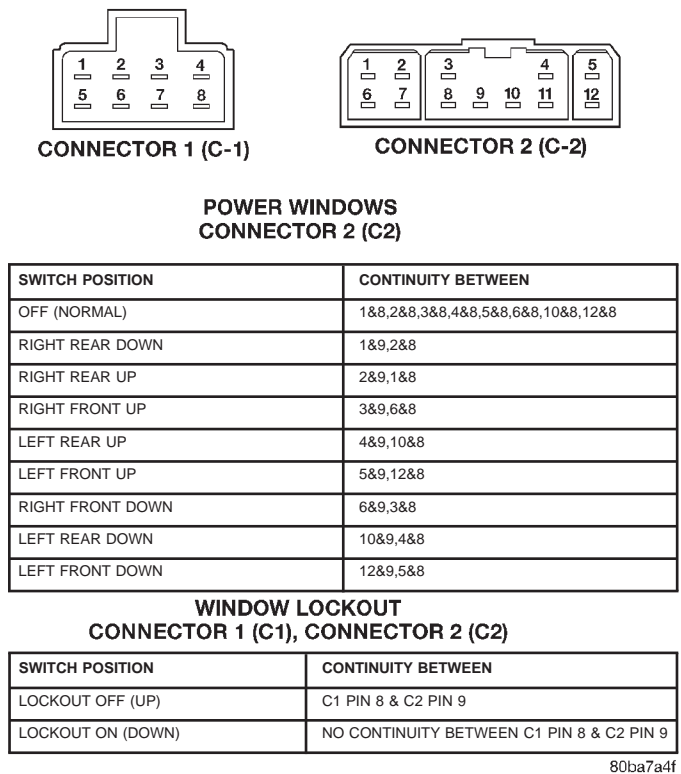 1 2 3 4
5 6 7 8
CONNECTOR 1 (C-1)
1 2 3 4 5
6 7 8 9 10 11 12
CONNECTOR 2 (C-2)
POWER WINDOWS
CONNECTOR 2 (C2)
SWITCH POSITION CONTINUITY BETWEEN
OFF (NORMAL) 1&8,2&8,3&8,4&8,5&8,6&8,10&8,12&8
RIGHT REAR DOWN 1&9,2&8
RIGHT REAR UP 2&9,1&8
RIGHT FRONT UP 3&9,6&8
LEFT REAR UP 4&9,10&8
LEFT FRONT UP 5&9,12&8
RIGHT FRONT DOWN 6&9,3&8
LEFT REAR DOWN 10&9,4&8
LEFT FRONT DOWN 12&9,5&8
WINDOW LOCKOUT
CONNECTOR 1 (C1), CONNECTOR 2 (C2)
SWITCH POSITION CONTINUITY BETWEEN
LOCKOUT OFF (UP) C1 PIN 8 & C2 PIN 9
LOCKOUT ON (DOWN) NO CONTINUITY BETWEEN C1 PIN 8 & C2 PIN 9
80ba7a4f